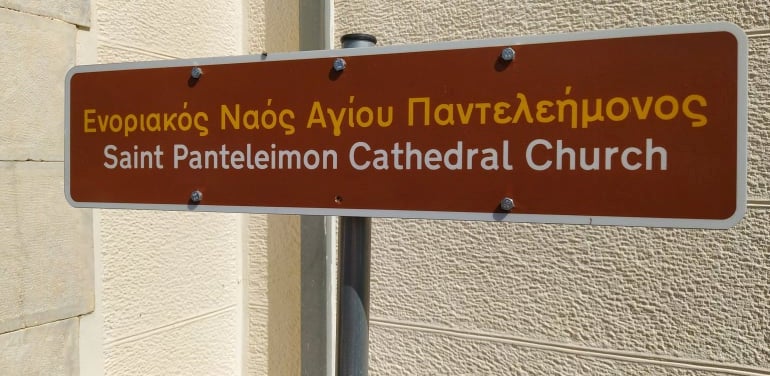 Ενοριακός Ναός Αγίου Παντελεήμονος
Saint Panteleimon Cathedral Church